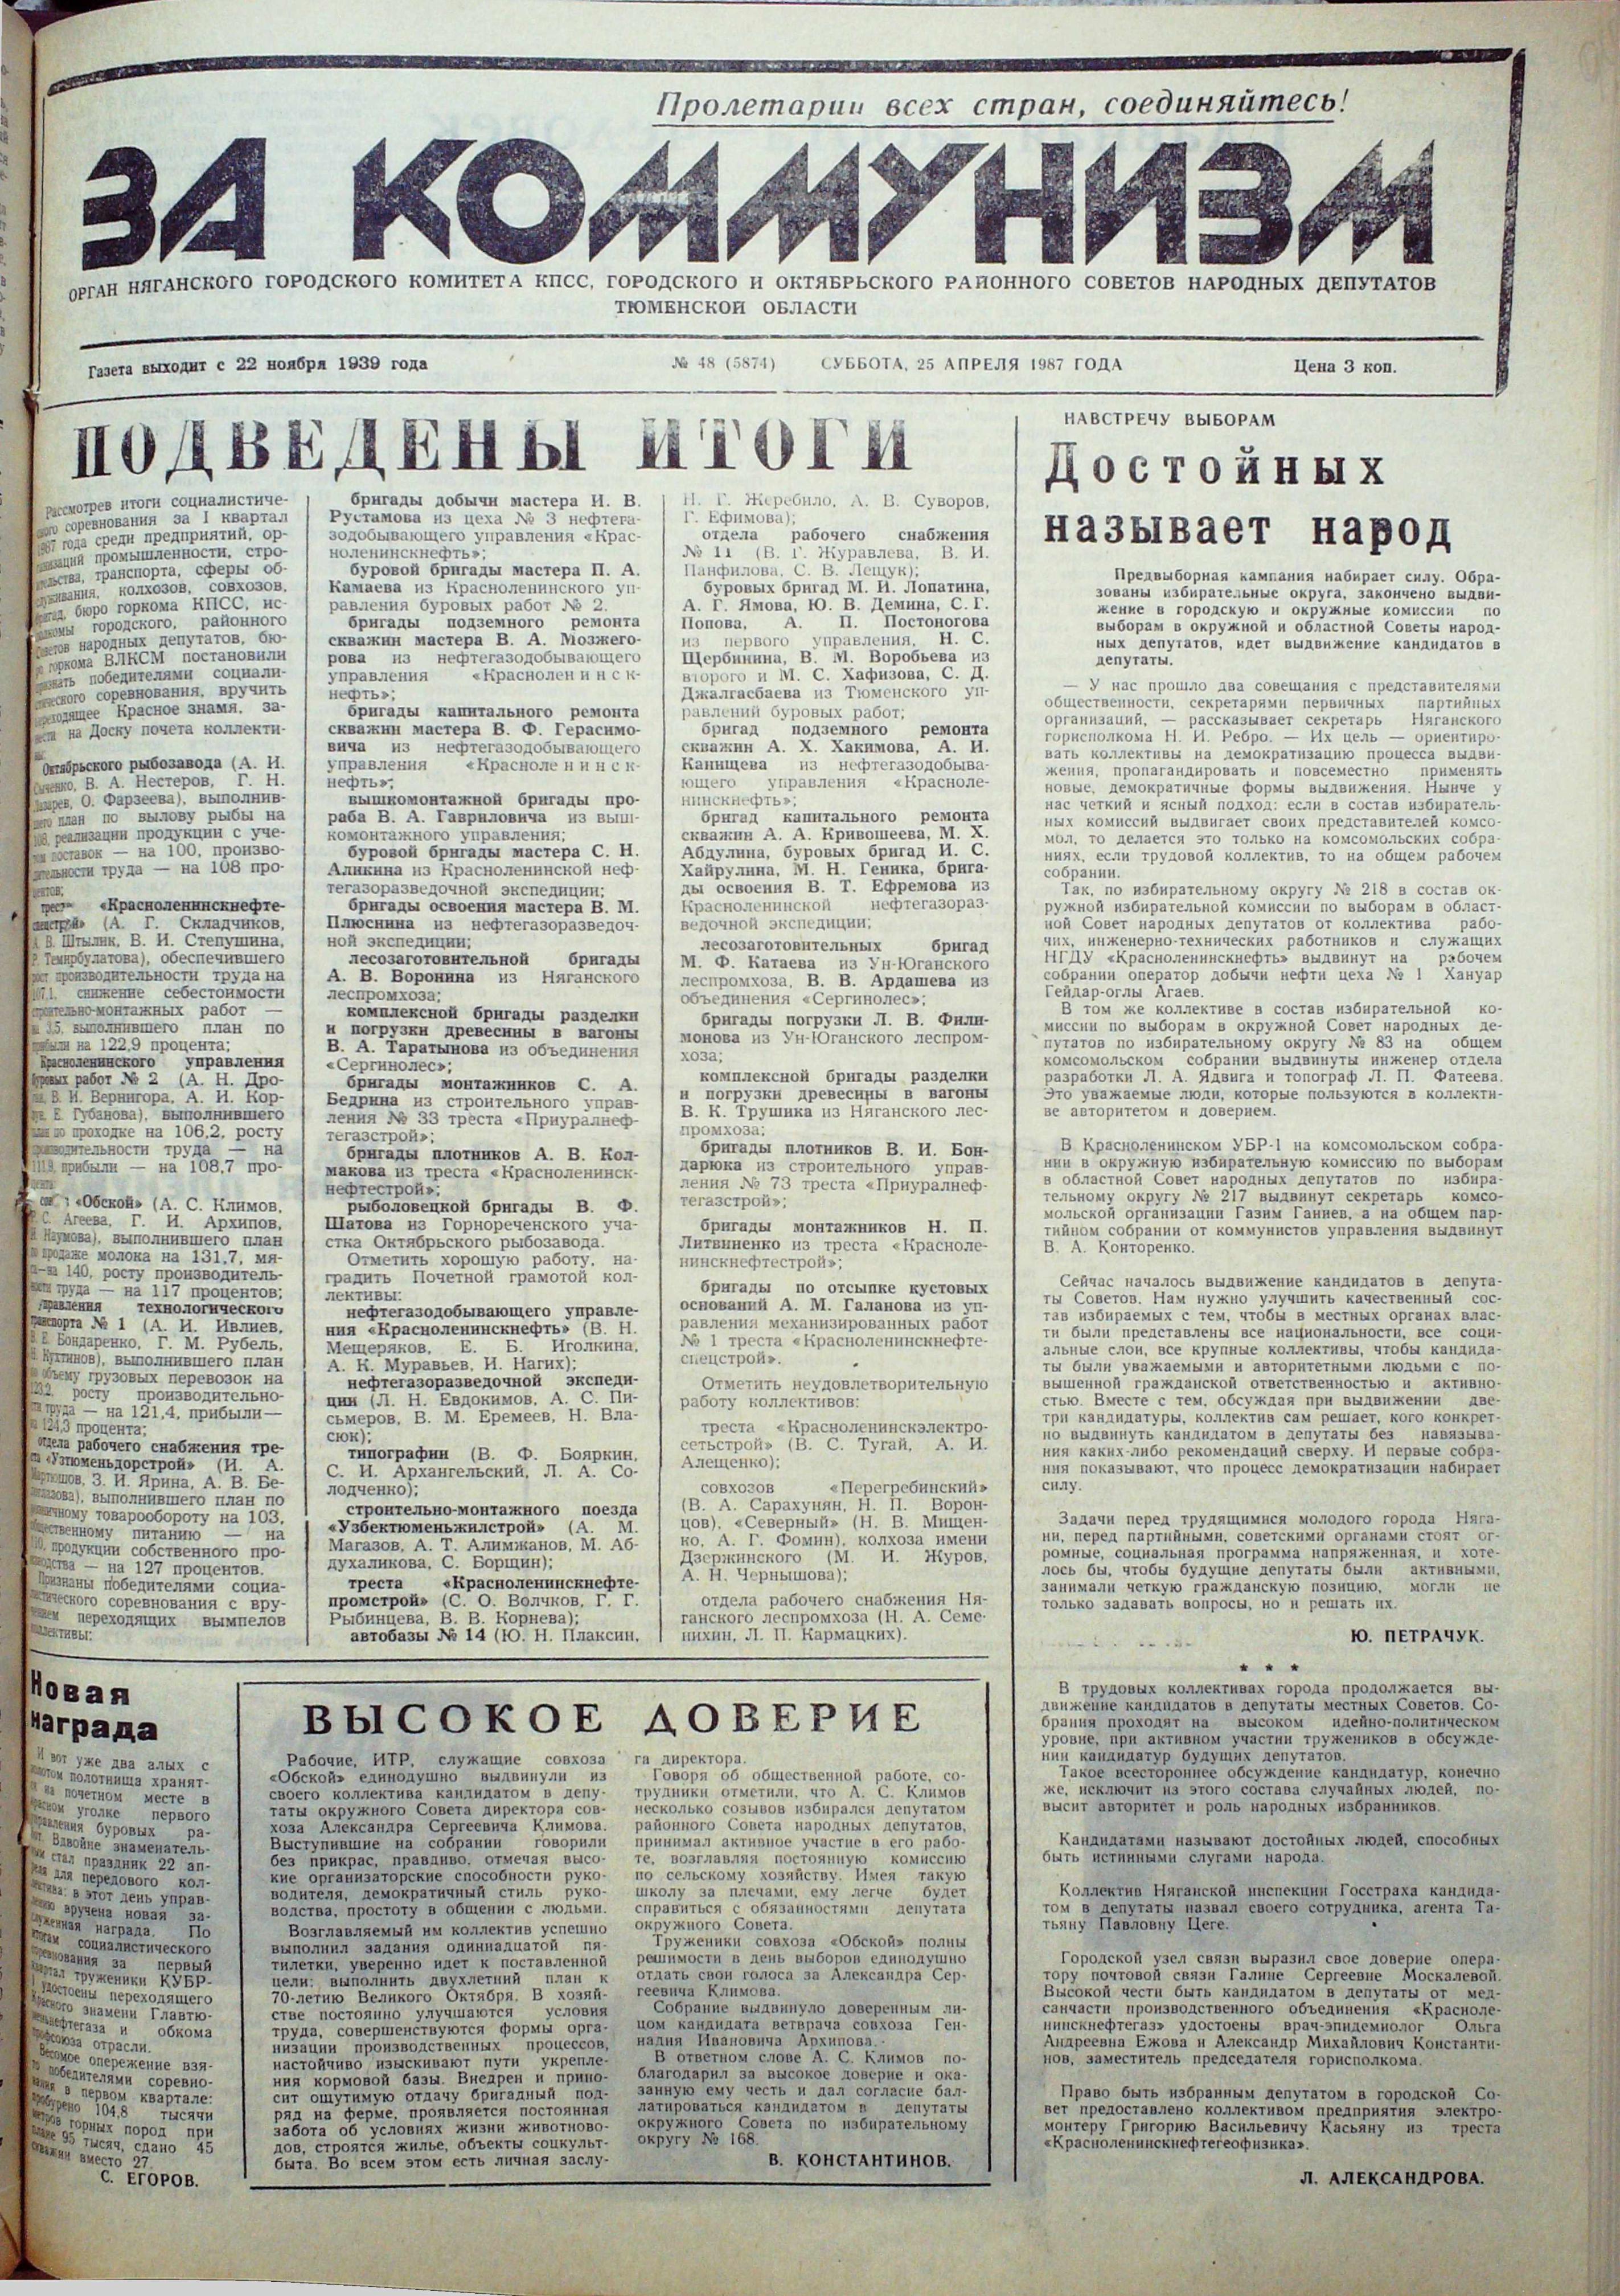 Пролетарии всех стран, соединяйтесь!
ЗА КОММУНИЗМ
ОРГАН НЯГАНСКОГО ГОРОДСКОГО КОМИТЕТА КПСС, ГОРОДСКОГО И ОКТЯБРЬСКОГО РАЙОННОГО СОВЕТОВ НАРОДНЫХ ДЕПУТАТОВ
ТЮМЕНСКОЙ ОБЛАСТИ
Газета выходит с 22 ноября 1939 года
№ 48 (5874) СУББОТА, 25 АПРЕЛЯ 1987 ГОДА
Цена 3 коп.
ПОДВЕДЕНЫ ИТОГИ
Рассмотрев итоги социалистиче-
ского соревнования за I квартал
1987 года среди предприятий, ор-
ганизаций промышленности, стро-
ительства, транспорта, сферы об-
служивания, колхозов, совхозов,
бригад, бюро горкома КПСС, ис-
полкомы городского, районного
Советов народных депутатов, бю-
ро горкома ВЛКСМ постановили
признать победителями социали-
стического соревнования, вручить
переходящее Красное знамя, за-
нести на Доску почета коллекти-
вы:
Октябрьского рыбозавода (А. И.
В. А. Нестеров, Г. Н.
О. Фарзеева), выполнив-
шего план по вылову рыбы на
108, реализации продукции с уче-
том поставок — на 100, произво-
дительности труда — на 108 про-
центов;
трест «Красноленинскнефте-
спецстрой» (А. Г. Складчиков,
А. В. Штылик, В. И. Степушина,
Р. Темирбулатова), обеспечившего
рост производительности труда на
107,1, снижение себестоимости
строительно-монтажных работ —
на 3,5, выполнившего план по
прибыли на 122,9 процента;
Красноленинского управления
буровых работ № 2 (А. Н. Дро-
В. И. Вернигора, А. И. Кор-
Е. Губанова), выполнившего
план по проходке на 106,2, росту
производительности труда — на
111,9, прибыли — на 108,7 про-
цента;
«Обской» (А. С. Климов,
С. Агеева, Г. И. Архипов,
Наумова), выполнившего план
по продаже молока на 131,7, мя-
са—на 140, росту производитель-
ности труда — на 117 процентов;
управления технологического
транспорта № 1 (А. И. Ивлиев,
В. Е. Бондаренко, Г. М. Рубель,
Кухтинов), выполнившего план
по объему грузовых перевозок на
123,2, росту производительно-
сти труда — на 121,4, прибыли—
на 124,3 процента;
отдела рабочего снабжения тре-
ста «Узтюменьдорстрой» (И. А.
Мартюшов, З. И. Ярина, А. В. Бе-
выполнившего план по
розничному товарообороту на 103,
общественному питанию — на
110, продукции собственного про-
изводства — на 127 процентов.
Признаны победителями социа-
листического соревнования с вру-
чением переходящих вымпелов
коллективы:
бригады добычи мастера И. В.
Рустамова из цеха № 3 нефтега-
зодобывающего управления «Крас-
ноленинскнефть»;
буровой бригады мастера П. А.
Камаева из Красноленинского уп-
равления буровых работ № 2.
бригады подземного ремонта
скважин мастера В. А. Мозжего-
рова из нефтегазодобывающего
управления «Красноленинск-
нефть»;
бригады капитального ремонта
скважин мастера В. Ф. Герасимо-
вича из нефтегазодобывающего
управления «Красноленинск-
нефть»;
вышкомонтажной бригады про-
раба В. А. Гавриловича из выш-
комонтажного управления;
буровой бригады мастера С. Н.
Аликина из Красноленинской неф-
тегазоразведочной экспедиции;
бригады освоения мастера В. М.
Плюснина из нефтегазоразведоч-
ной экспедиции;
лесозаготовительной бригады
А. В. Воронина из Няганского
леспромхоза;
комплексной бригады разделки
и погрузки древесины в вагоны
В. А. Таратынова из объединения
«Сергинолес»;
бригады монтажников С. А.
Бедрина из строительного управ-
ления № 33 треста «Приуралнеф-
тегазстрой»;
бригады плотников А. В. Кол-
макова из треста «Красноленинск-
нефтестрой»;
рыболовецкой бригады В. Ф.
Шатова из Горнореченского уча-
стка Октябрьского рыбозавода.
Отметить хорошую работу, на-
градить Почетной грамотой кол-
лективы:
нефтегазодобывающего управле-
ния «Красноленинскнефть» (В. Н.
Мещеряков, Е. Б. Иголкина,
А. К. Муравьев, И. Нагих);
нефтегазоразведочной экспеди-
ции (Л. Н. Евдокимов, А. С. Пи-
сьмеров, В. М. Еремеев, Н. Вла-
сюк);
типографии (В. Ф. Бояркин,
С. И. Архангельский, Л. А. Со-
лодченко);
строительно-монтажного поезда
«Узбектюменьжилстрой» (А. М.
Магазов, А. Т. Алимжанов, М. Аб-
духаликова, С. Борщин);
треста «Красноленинскнефте-
промстрой» (С. О. Волчков, Г. Г.
Рыбинцева, В. В. Корнева);
автобазы № 14 (Ю. Н. Плаксин,
Н. Г. Жеребило, А. В. Суворов,
Г. Ефимова);
отдела рабочего снабжения
№ 11 (В. Г. Журавлева, В. И.
Панфилова, С. В. Лещук);
буровых бригад М. И. Лопатина,
А. Г. Ямова, Ю. В. Демина, С. Г.
Попова, А. П. Постоногова
из первого управления, Н. С.
Щербинина, В. М. Воробьева из
второго и М. С. Хафизова, С. Д.
Джалгасбаева из Тюменского уп-
равлений буровых работ;
бригад подземного ремонта
скважин А. Х. Хакимова, А. И.
Канищева из нефтегазодобыва-
ющего управления «Красноле-
нинскнефть»;
бригад капитального ремонта
скважин А. А. Кривошеева, М. Х.
Абдулина, буровых бригад И. С.
Хайрулина, М. Н. Геника, брига-
ды освоения В. Т. Ефремова из
Красноленинской нефтегазораз-
ведочной экспедиции;
лесозаготовительных бригад
М. Ф. Катаева из Ун-Юганского
леспромхоза, В. В. Ардашева из
объединения «Сергинолес»;
бригады погрузки Л. В. Фили-
монова из Ун-Юганского леспром-
хоза;
комплексной бригады разделки
и погрузки древесины в вагоны
В. К. Трушика из Няганского лес-
промхоза;
бригады плотников В. И. Бон-
дарюка из строительного управ-
ления № 73 треста «Приуралнеф-
тегазстрой»;
бригады монтажников Н. П.
Литвиненко из треста «Красноле-
нинскнефтестрой»;
бригады по отсыпке кустовых
оснований А. М. Галанова из уп-
равления механизированных работ
№ 1 треста «Красноленинскнефте-
спецстрой».
Отметить неудовлетворительную
работу коллективов:
треста «Красноленинскэлектро-
сетьстрой» (В. С. Тугай, А. И.
Алещенко);
совхозов «Перегребинский»
(В. А. Сарахунян, Н. П. Ворон-
цов), «Северный» (Н. В. Мищен-
ко, А. Г. Фомин), колхоза имени
Дзержинского (М. И. Журов,
А. Н. Чернышова);
отдела рабочего снабжения Ня-
ганского леспромхоза (Н. А. Семе-
нихин, Л. П. Кармацких).
НАВСТРЕЧУ ВЫБОРАМ
Достойных
называет народ
Предвыборная кампания набирает силу. Обра-
зованы избирательные округа, закончено выдви-
жение в городскую и окружные комиссии по
выборам в окружной и областной Советы народ-
ных депутатов, идет выдвижение кандидатов в
депутаты.
— У нас прошло два совещания с представителями
общественности, секретарями первичных партийных
организаций, — рассказывает секретарь Няганского
горисполкома Н. И. Ребро. — Их цель — ориентиро-
вать коллективы на демократизацию процесса выдви-
жения, пропагандировать и повсеместно применять
новые, демократичные формы выдвижения. Нынче у
нас четкий и ясный подход: если в состав избиратель-
ных комиссий выдвигает своих представителей комсо-
мол, то делается это только на комсомольских собра-
ниях, если трудовой коллектив, то на общем рабочем
собрании.
Так, по избирательному округу № 218 в состав ок-
ружной избирательной комиссии по выборам в област-
ной Совет народных депутатов от коллектива рабо-
чих, инженерно-технических работников и служащих
НГДУ «Красноленинскнефть» выдвинут на рабочем
собрании оператор добычи нефти цеха № 1 Хануар
Гейдар-оглы Агаев.
В том же коллективе в состав избирательной ко-
миссии по выборам в окружной Совет народных де-
путатов по избирательному округу № 83 на общем
комсомольском собрании выдвинуты инженер отдела
разработки Л. А. Ядвига и топограф Л. П. Фатеева.
Это уважаемые люди, которые пользуются в коллекти-
ве авторитетом и доверием.
В Красноленинском УБР-1 на комсомольском собра-
нии в окружную избирательную комиссию по выборам
в областной Совет народных депутатов по избира-
тельному округу № 217 выдвинут секретарь комсо-
мольской организации Газим Ганиев, а на общем пар-
тийном собрании от коммунистов управления выдвинут
В. А. Конторенко.
Сейчас началось выдвижение кандидатов в депута-
ты Советов. Нам нужно улучшить качественный сос-
тав избираемых с тем, чтобы в местных органах влас-
ти были представлены все национальности, все соци-
альные слои, все крупные коллективы, чтобы кандида-
ты были уважаемыми и авторитетными людьми с по-
вышенной гражданской ответственностью и активно-
стью. Вместе с тем, обсуждая при выдвижении две-
три кандидатуры, коллектив сам решает, кого конкрет-
но выдвинуть кандидатом в депутаты без навязыва-
ния каких-либо рекомендаций сверху. И первые собра-
ния показывают, что процесс демократизации набирает
силу.
Задачи перед трудящимися молодого города Няга-
ни, перед партийными, советскими органами стоят ог-
ромные, социальная программа напряженная, и хоте-
лось бы, чтобы будущие депутаты были активными,
занимали четкую гражданскую позицию, могли не
только задавать вопросы, но и решать их.
Ю. ПЕТРАЧУК.
* * *
В трудовых коллективах города продолжается вы-
движение кандидатов в депутаты местных Советов. Со-
брания проходят на высоком идейно-политическом
уровне, при активном участии тружеников в обсужде-
нии кандидатур будущих депутатов.
Такое всестороннее обсуждение кандидатур, конечно
же, исключит из этого состава случайных людей, по-
высит авторитет и роль народных избранников.
Кандидатами называют достойных людей, способных
быть истинными слугами народа.
Коллектив Няганской инспекции Госстраха кандида-
том в депутаты назвал своего сотрудника, агента Та-
тьяну Павловну Цеге.
Городской узел связи выразил свое доверие опера-
тору почтовой связи Галине Сергеевне Москалевой.
Высокой чести быть кандидатом в депутаты от мед-
санчасти производственного объединения «Красноле-
нинскнефтегаз» удостоены врач-эпидемиолог Ольга
Андреевна Ежова и Александр Михайлович Константи-
нов, заместитель председателя горисполкома.
Право быть избранным депутатом в городской Со-
вет предоставлено коллективом предприятия электро-
монтеру Григорию Васильевичу Касьяну из треста
«Красноленинскнефтегеофизика».
Л. АЛЕКСАНДРОВА.
Новая
награда
И вот уже два алых с
золотом полотнища хранят-
ся на почетном месте в
красном уголке первого
управления буровых ра-
бот. Вдвойне знаменатель-
ным стал праздник 22 ап-
реля для передового кол-
лектива: в этот день управ-
лению вручена новая за-
служенная награда. По
итогам социалистического
соревнования за первый
квартал труженики КУБР-
1 удостоены переходящего
Красного знамени Главтю-
меньнефтегаза и обкома
профсоюза отрасли.
Весомое опережение взя-
то победителями соревно-
вания в первом квартале:
пробурено 104,8 тысячи
метров горных пород при
плане 95 тысяч, сдано 45
скважин вместо 27.
С. ЕГОРОВ.
ВЫСОКОЕ ДОВЕРИЕ
Рабочие, ИТР, служащие совхоза
«Обской» единодушно выдвинули из
своего коллектива кандидатом в депу-
таты окружного Совета директора сов-
хоза Александра Сергеевича Климова.
Выступившие на собрании говорили
без прикрас, правдиво, отмечая высо-
кие организаторские способности руко-
водителя, демократичный стиль руко-
водства, простоту в общении с людьми.
Возглавляемый им коллектив успешно
выполнил задания одиннадцатой пя-
тилетки, уверенно идет к поставленной
цели: выполнить двухлетний план к
70-летию Великого Октября. В хозяй-
стве постоянно улучшаются условия
труда, совершенствуются формы орга-
низации производственных процессов,
настойчиво изыскивают пути укрепле-
ния кормовой базы. Внедрен и прино-
сит ощутимую отдачу бригадный под-
ряд на ферме, проявляется постоянная
забота об условиях жизни животново-
дов, строятся жилье, объекты соцкульт-
быта. Во всем этом есть личная заслу-
га директора.
Говоря об общественной работе, со-
трудники отметили, что А. С. Климов
несколько созывов избирался депутатом
районного Совета народных депутатов,
принимал активное участие в его рабо-
те, возглавляя постоянную комиссию
по сельскому хозяйству. Имея такую
школу за плечами, ему легче будет
справиться с обязанностями депутата
окружного Совета.
Труженики совхоза «Обской» полны
решимости в день выборов единодушно
отдать свои голоса за Александра Сер-
геевича Климова.
Собрание выдвинуло доверенным ли-
цом кандидата ветврача совхоза Ген-
надия Ивановича Архипова.
В ответном слове А. С. Климов по-
благодарил за высокое доверие и ока-
занную ему честь и дал согласие бал-
латироваться кандидатом в депутаты
окружного Совета по избирательному
округу № 168.
В. КОНСТАНТИНОВ.